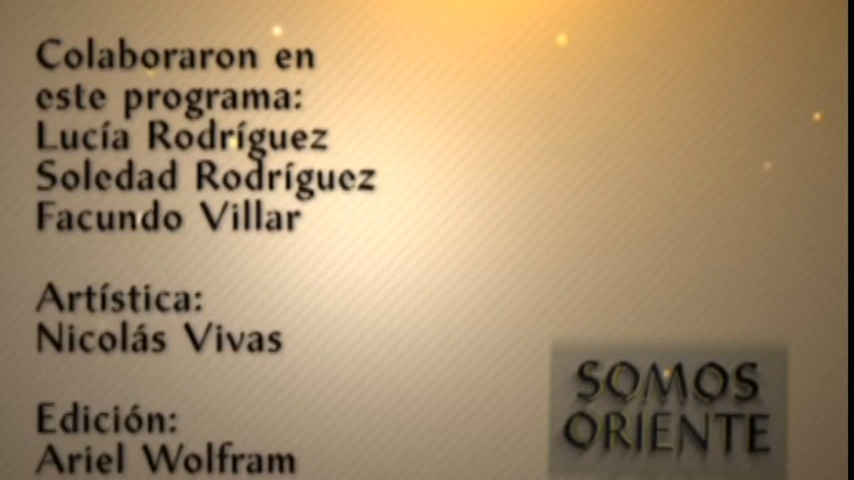 Colaboraron en
este programa:
Lucía Rodríguez
Soledad Rodríguez
Facundo Villar
Artística:
Nicolás Vivas
Edición:
Ariel Wolfram
SOMOS
ORIENTE